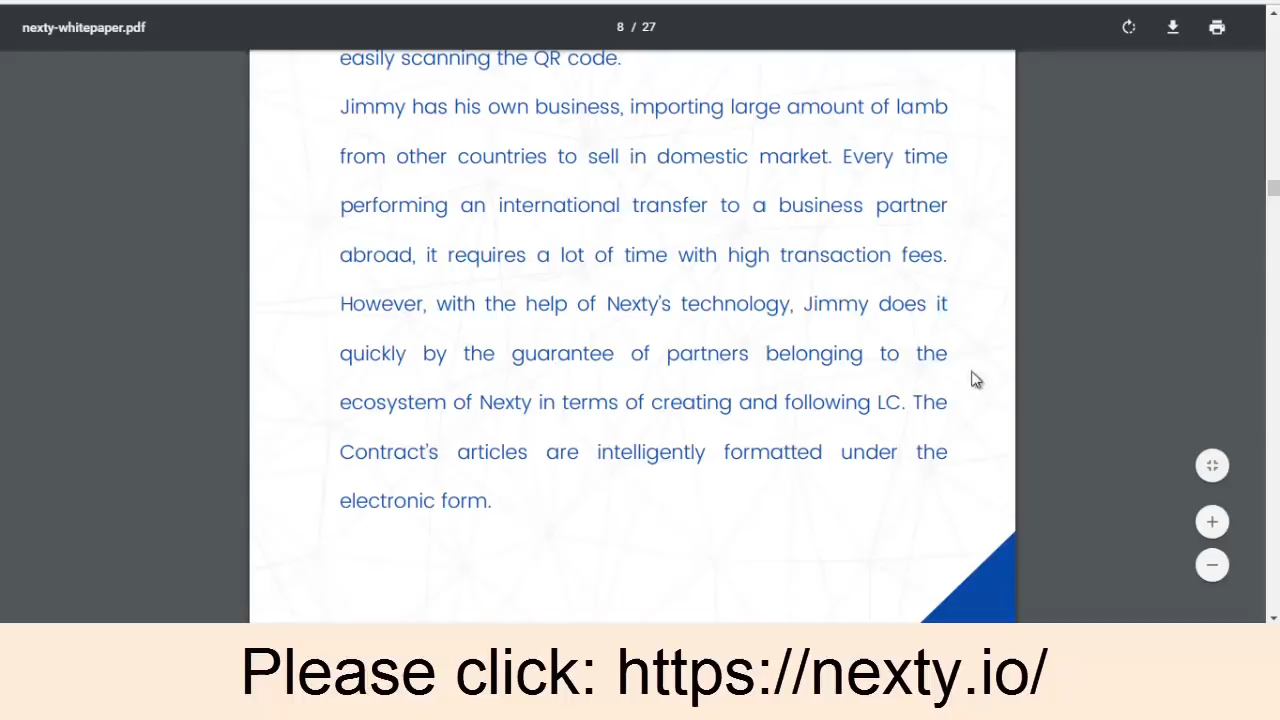 nexty-whitepaper.pdf
8 / 27
easily scanning the QR code.
Jimmy has his own business, importing large amount of lamb
from other countries to sell in domestic market. Every time
performing an international transfer to a business partner
abroad, it requires a lot of time with high transaction fees.
However, with the help of Nexty's technology, Jimmy does it
quickly by the guarantee of partners belonging to the
ecosystem of Nexty in terms of creating and following LC. The
Contract's articles are intelligently formatted under the
electronic form.
Please click: https://nexty.io/